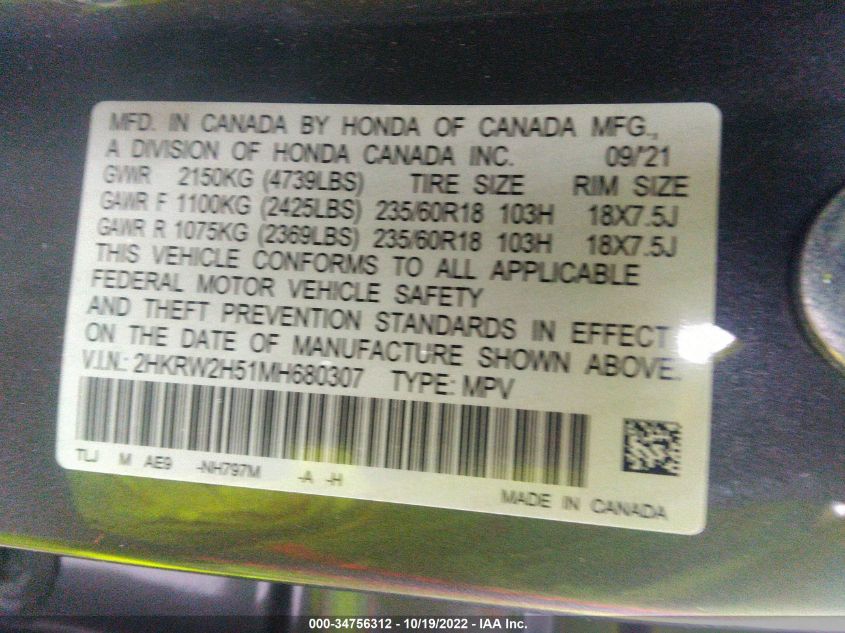 MFD. IN CANADA BY HONDA OF CANADA MFG.,
A DIVISION OF HONDA CANADA INC. 09/'21
GVWR 2150KG (4739LBS) TIRE SIZE RIM SIZE
GAWR F 1100KG (2425LBS) 235/60R18 103H 18X7.5J
GAWR R 1075KG (2369LBS) 235/60R18 103H 18X7.5J
THIS VEHICLE CONFORMS TO ALL APPLICABLE
FEDERAL MOTOR VEHICLE SAFETY
AND THEFT PREVENTION STANDARDS IN EFFECT
ON THE DATE OF MANUFACTURE SHOWN ABOVE.
V.I.N.: 2HKRW2H51MH680307 TYPE: MPV
TLJ M AE9 -NH797M -A -H
MADE IN CANADA
000-34756312 - 10/19/2022 - IAA Inc.